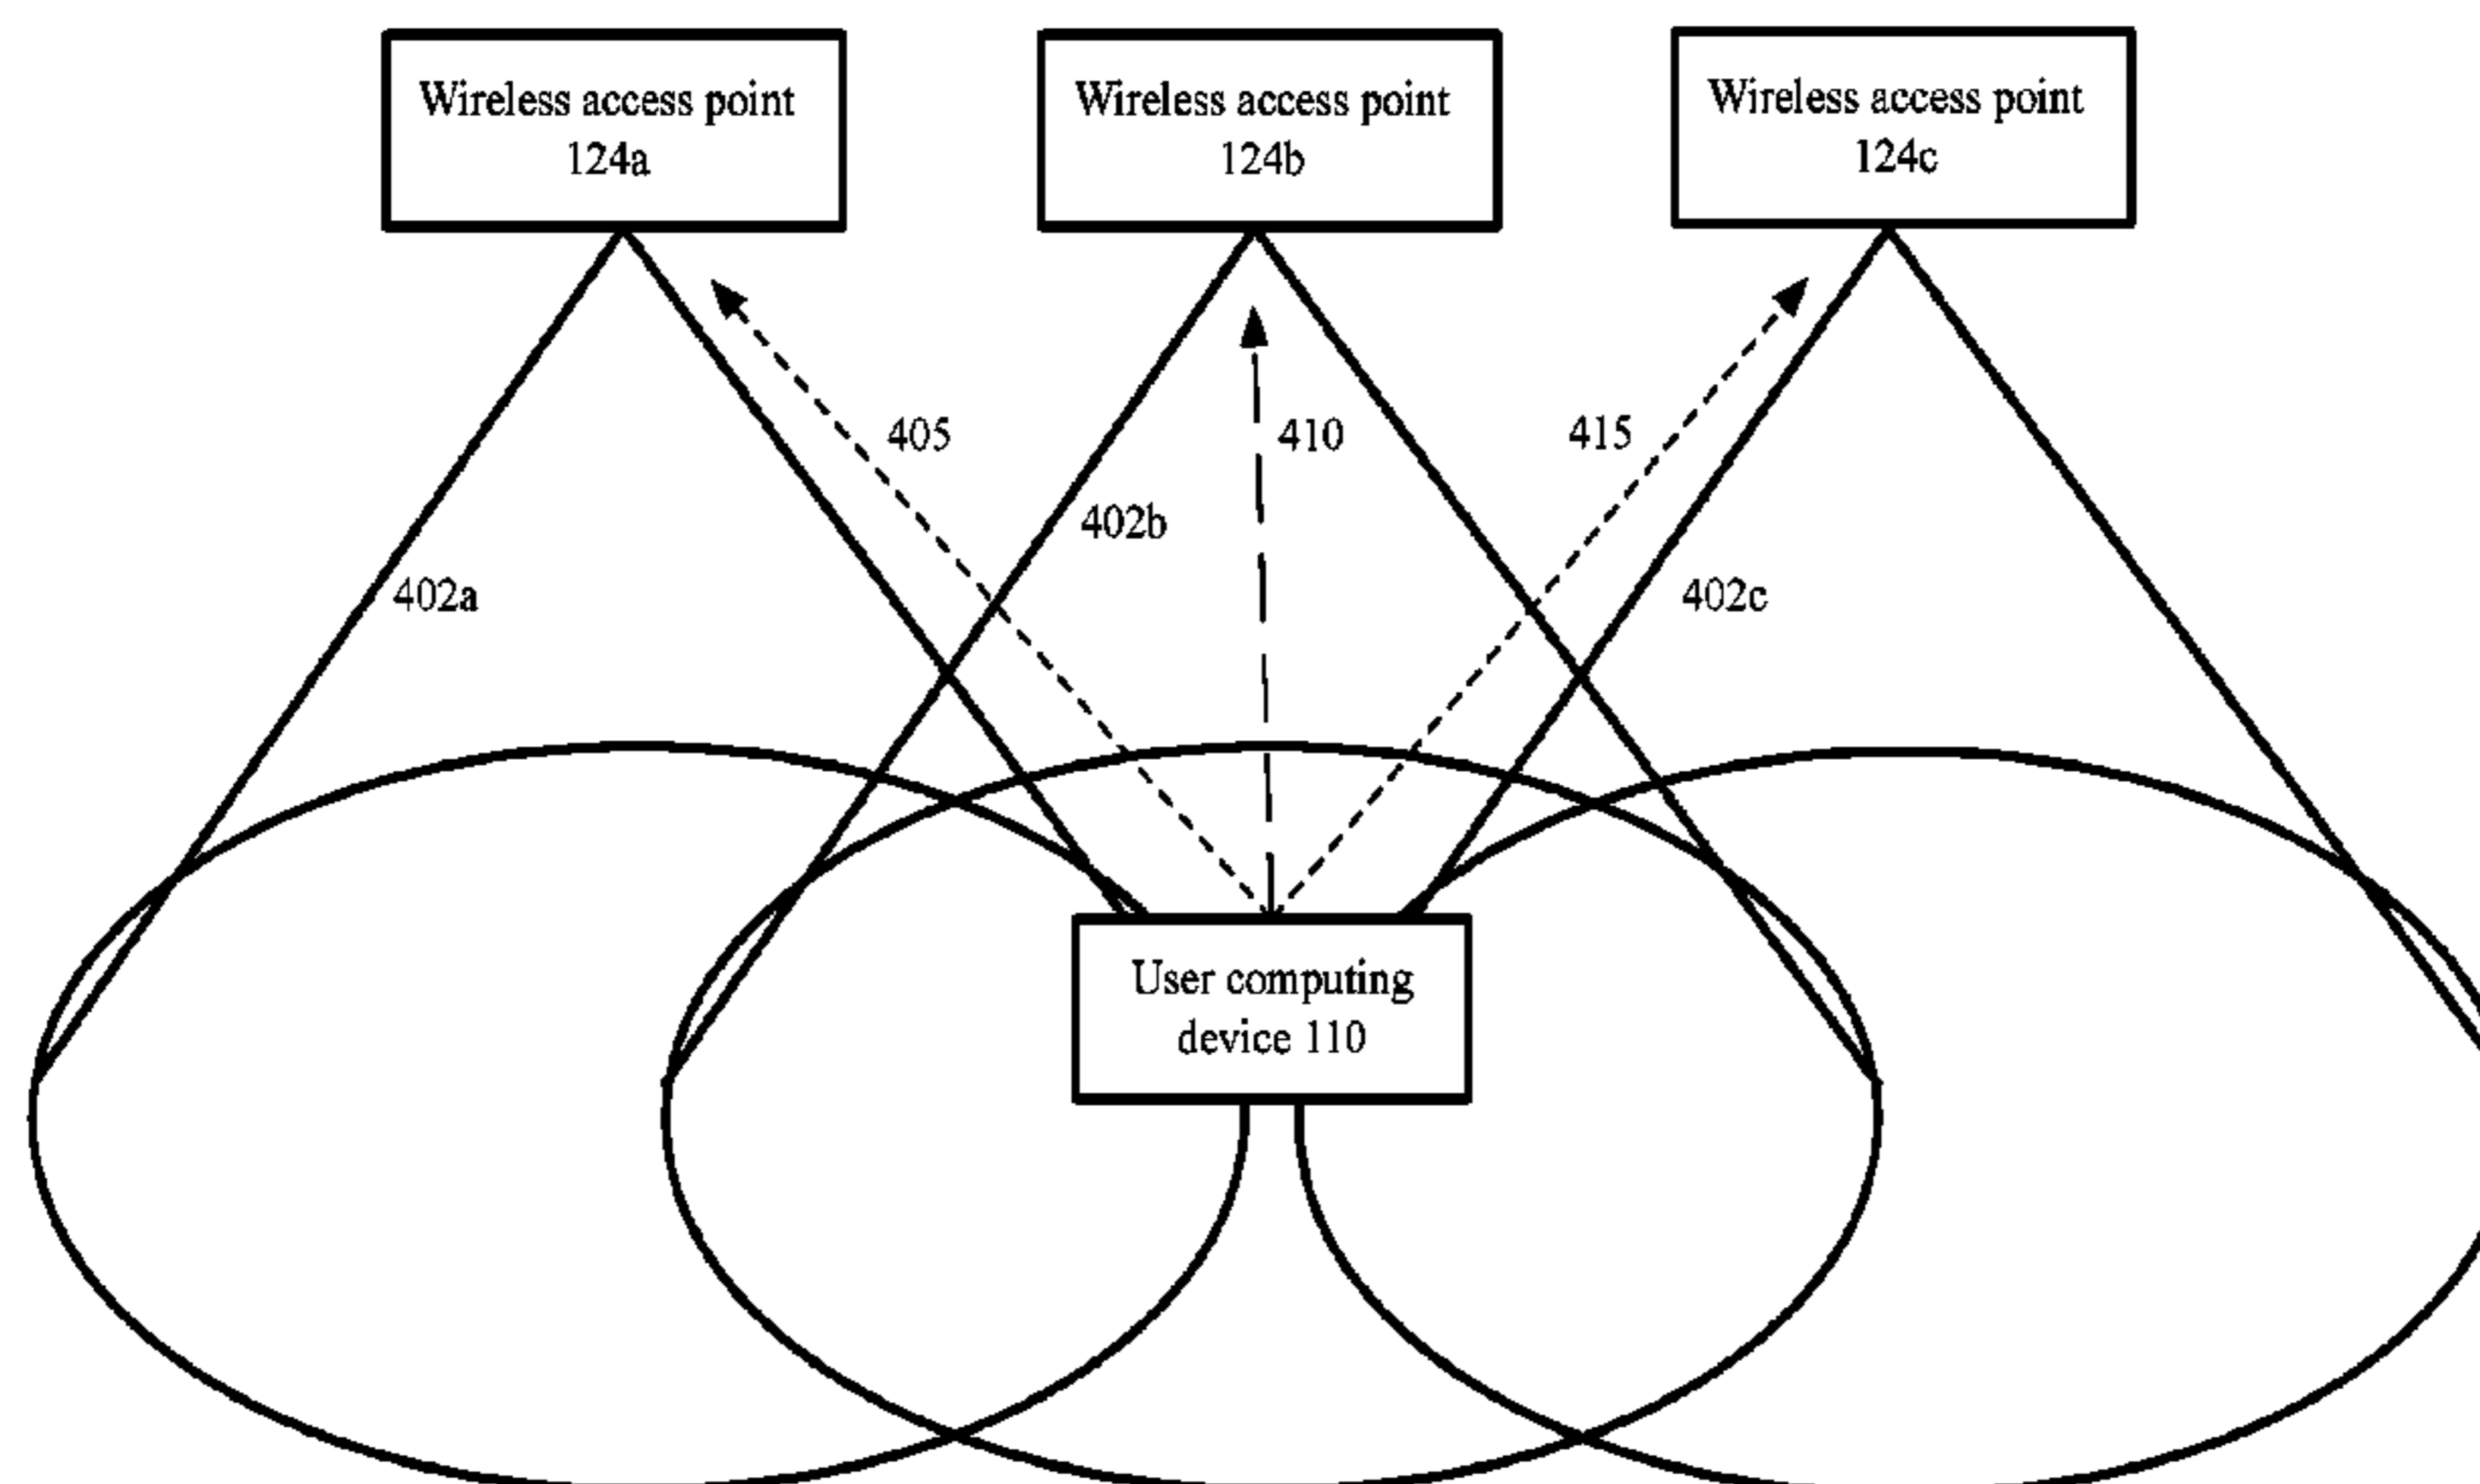 Wireless access point
124a
Wireless access point
124b
Wireless access point
124c
405
410
415
402b
402a
402c
User computing
device 110